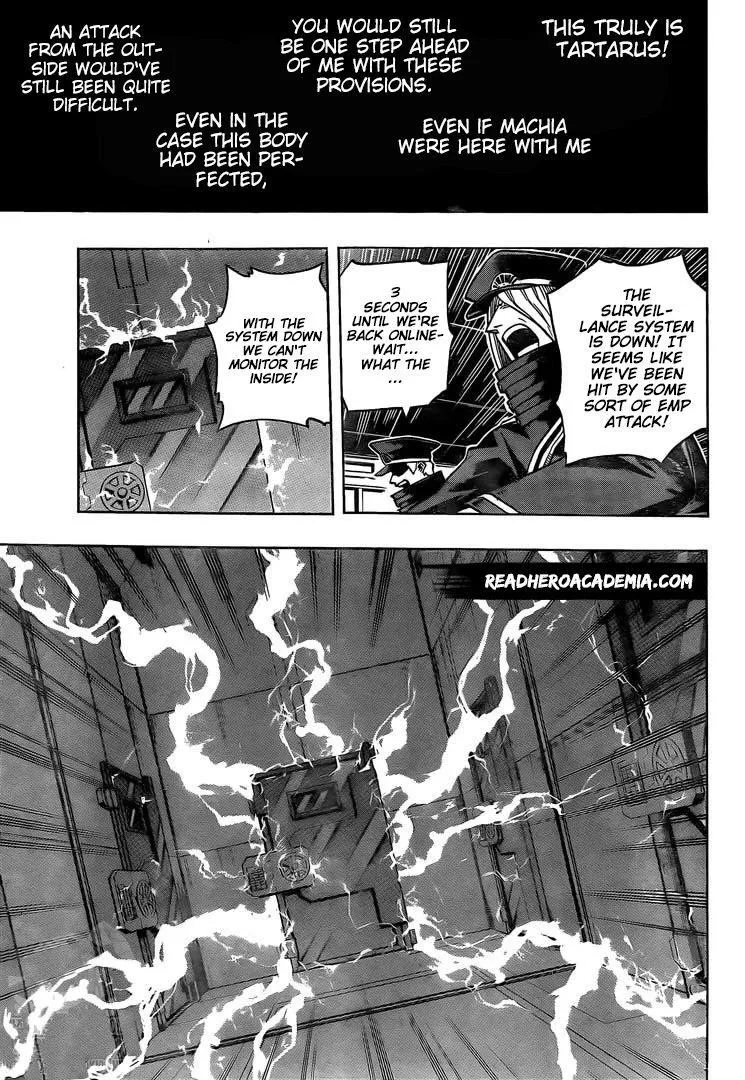 THIS TRULY IS
TARTARUS!
YOU WOULD STILL
BE ONE STEP AHEAD
OF ME WITH THESE
PROVISIONS.
AN ATTACK
FROM THE OUT-
SIDE WOULD'VE
STILL BEEN QUITE
DIFFICULT.
EVEN IF MACHIA
WERE HERE WITH ME
EVEN IN THE
CASE THIS BODY
HAD BEEN PER-
FECTED,
THE
SURVEIL-
LANCE SYSTEM
IS DOWN! IT
SEEMS LIKE
WE'VE BEEN
HIT BY SOME
SORT OF EMP
ATTACK!
3
SECONDS
UNTIL WE'RE
BACK ONLINE-
WAIT...
WHAT THE
...
WITH THE
SYSTEM DOWN
WE CAN'T
MONITOR THE
INSIDE!
READHEROACADEMIA.COM